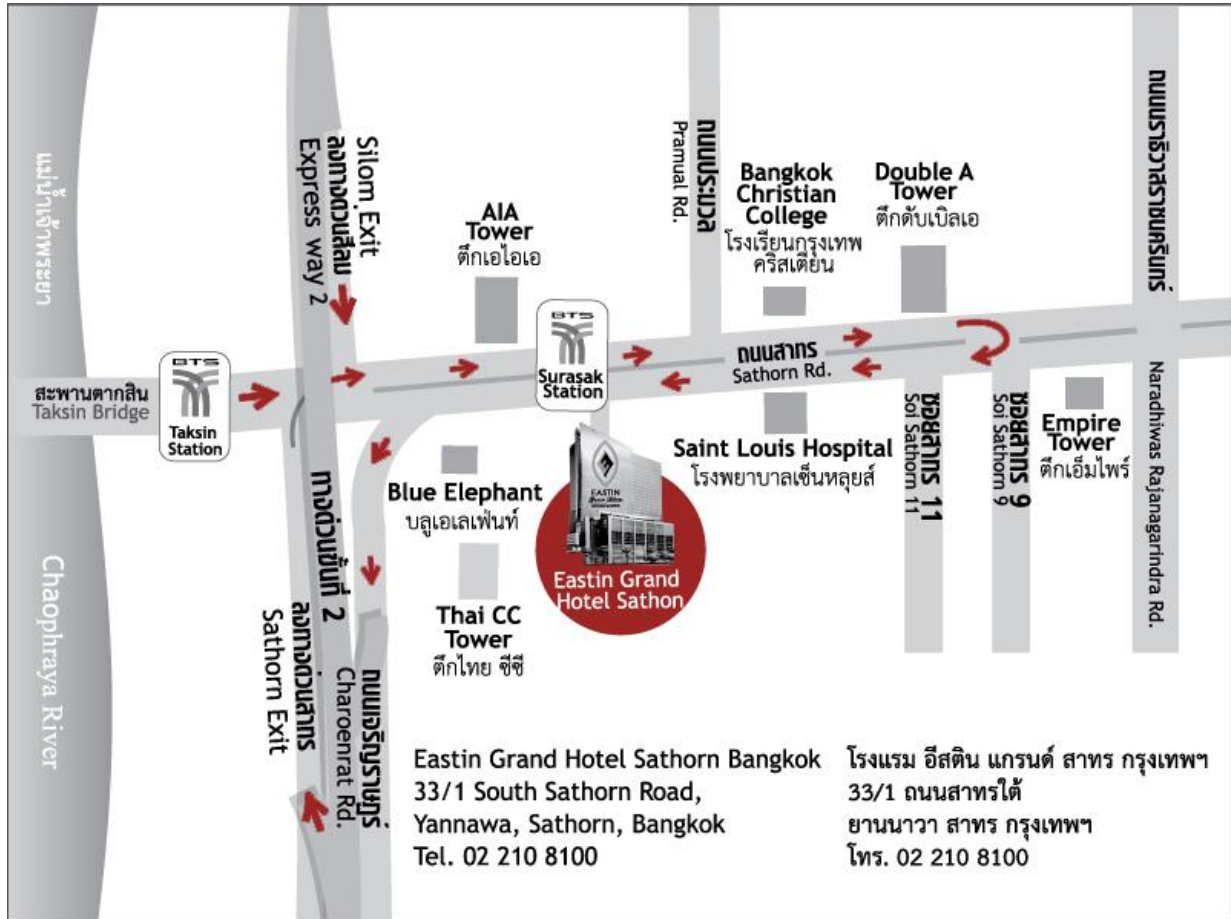 แม่น้ำเจ้าพระยา
Chaophraya River
สะพานตากสิน
Taksin Bridge
BTS
Taksin
Station
Silom Exit
ลงทางด่วนสีลม
Express way 2
AIA
Tower
ตึกเอไอเอ
BTS
Surasak
Station
ถนนประมวล
Pramual Rd.
Bangkok
Christian
College
โรงเรียนกรุงเทพ
คริสเตียน
Double A
Tower
ตึกดับเบิลเอ
ถนนนราธิวาสราชนครินทร์
Naradhiwas Rajanagarindra Rd.
ถนนสาทร
Sathorn Rd.
ซอยสาทร 11
Soi Sathorn 11
ซอยสาทร 9
Soi Sathorn 9
Empire
Tower
ตึกเอ็มไพร์
Saint Louis Hospital
โรงพยาบาลเซ็นหลุยส์
Blue Elephant
บลูเอเลเฟ่นท์
EASTIN
Eastin Grand
Hotel Sathon
Thai CC
Tower
ตึกไทย ซีซี
ทางด่วนขั้นที่ 2
ลงทางด่วนสาทร
Sathorn Exit
ถนนเจริญราษฎร์
Charoenrat Rd.
Eastin Grand Hotel Sathorn Bangkok
33/1 South Sathorn Road,
Yannawa, Sathorn, Bangkok
Tel. 02 210 8100
โรงแรม อีสติน แกรนด์ สาทร กรุงเทพฯ
33/1 ถนนสาทรใต้
ยานนาวา สาทร กรุงเทพฯ
โทร. 02 210 8100